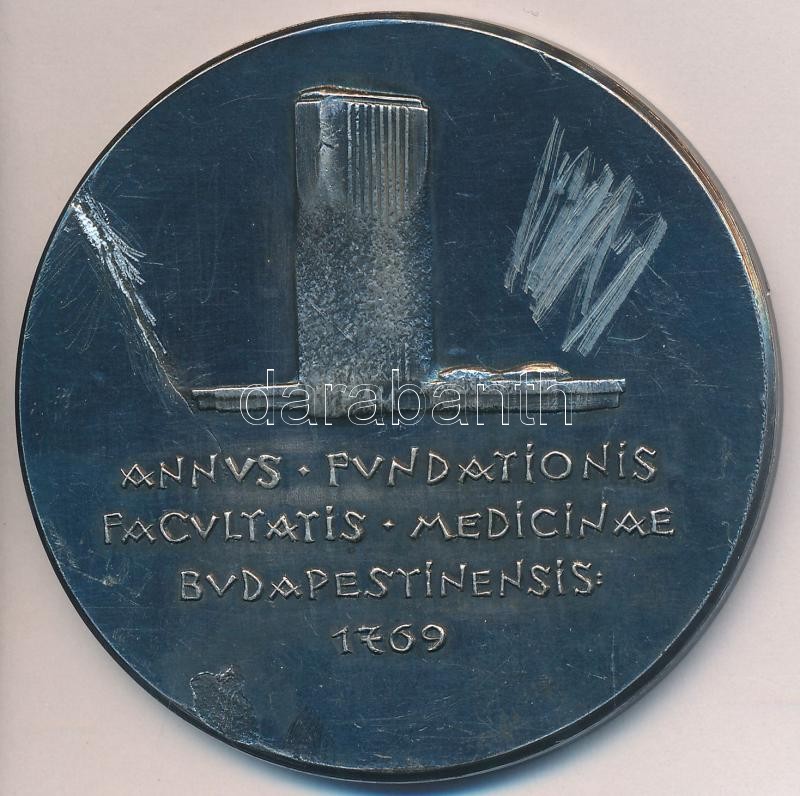 darabanth
ANNVS · FVNDATIONIS
FACVLTATIS · MEDICINAE
BVDAPESTINENSIS:
1769